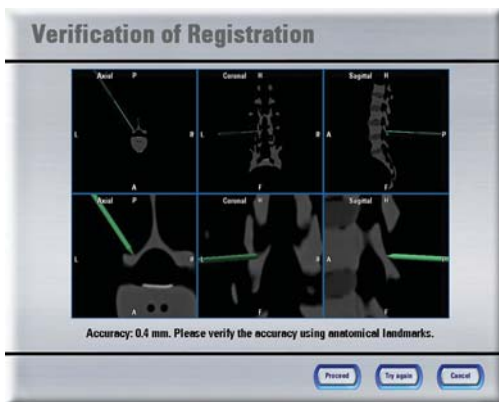 Verification of Registration
Axial P
Coronal H
Sagittal H
L
R
L
R
A
P
A
F
F
Axial P
Coronal H
Sagittal H
L
R
L
R
A
P
A
F
F
Accuracy: 0.4 mm. Please verify the accuracy using anatomical landmarks.
Proceed
Try again
Cancel